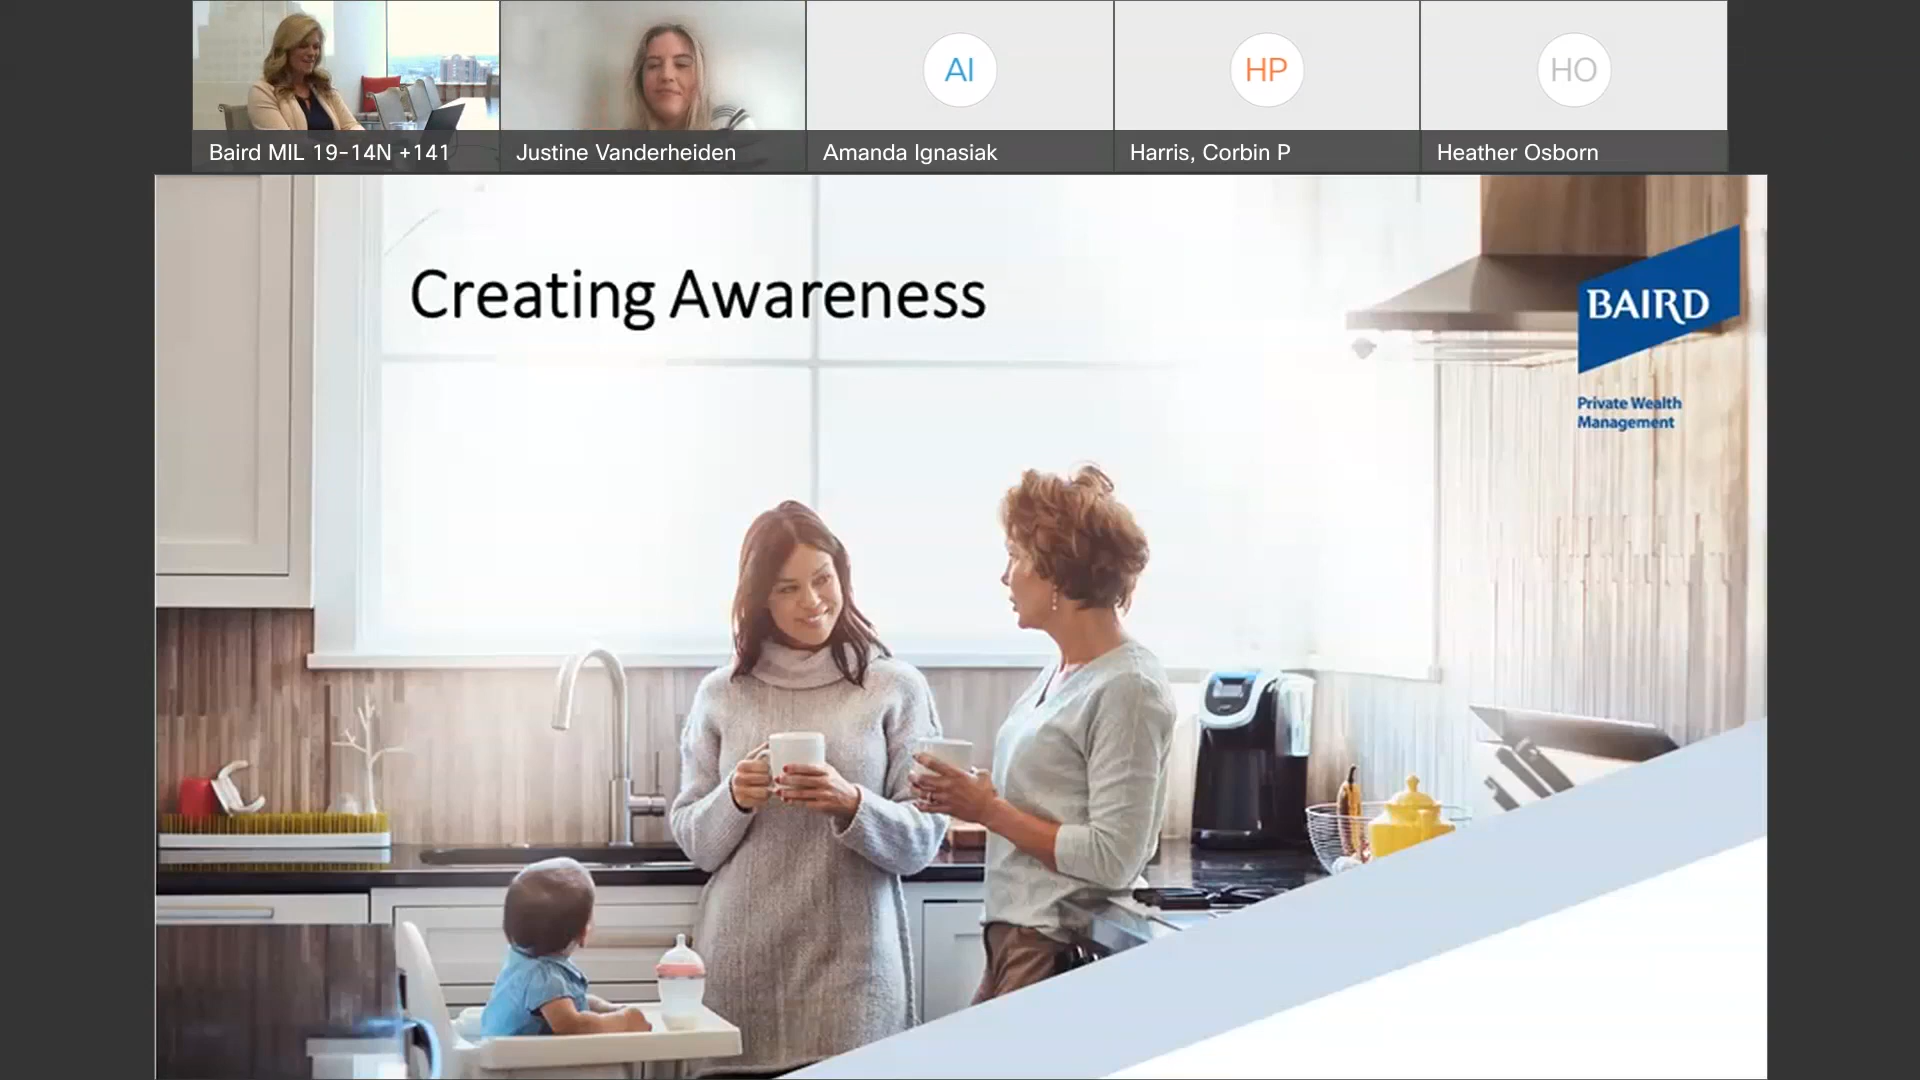 Baird MIL 19-14N +141
Justine Vanderheiden
AI
Amanda Ignasiak
HP
Harris, Corbin P
HO
Heather Osborn
Creating Awareness
BAIRD
Private Wealth
Management